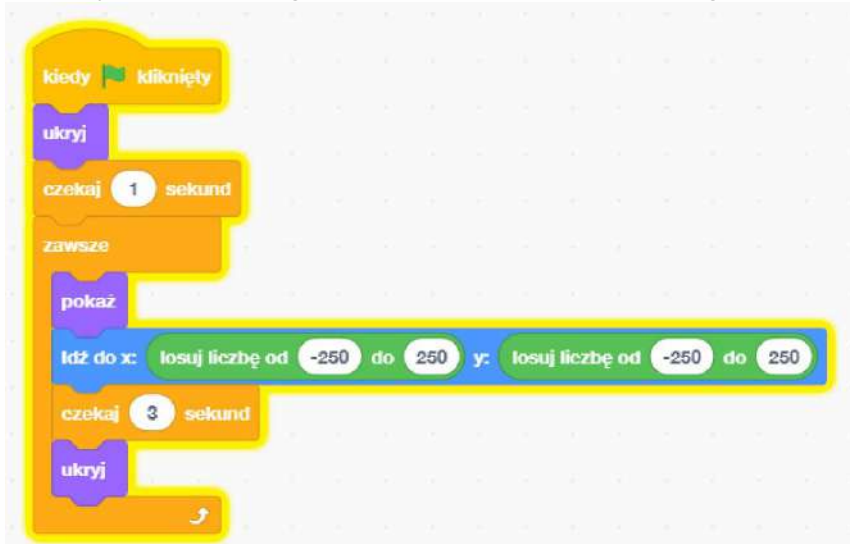 kiedy kliknięty
ukryj
czekaj 1 sekund
zawsze
pokaż
Idź do x: losuj liczbę od -250 do 250 y: losuj liczbę od -250 do 250
czekaj 3 sekund
ukryj